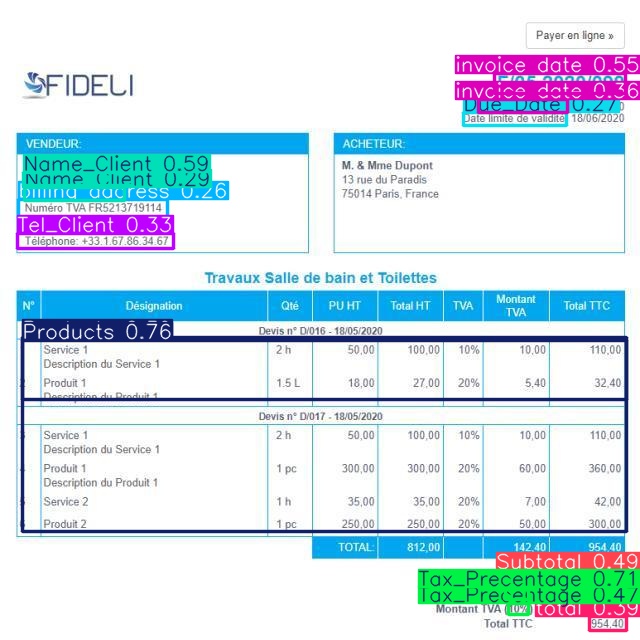 Payer en ligne »
FIDELI
invoice date 0.55
invoice date 0.36
Due_Date 0.27
Date limite de validité 18/06/2020
VENDEUR:
ACHETEUR:
Name_Client 0.59
Name_Client 0.29
billing address 0.26
Numéro TVA FR5213719114
Tel_Client 0.33
Téléphone: +33.1.67.86.34.67
M. & Mme Dupont
13 rue du Paradis
75014 Paris, France
Travaux Salle de bain et Toilettes
N° Désignation Qté PU HT Total HT TVA Montant TVA Total TTC
Products 0.76
Devis n° D/016 - 18/05/2020
Service 1 2 h 50,00 100,00 10% 10,00 110,00
Description du Service 1
2 Produit 1 1.5 L 18,00 27,00 20% 5,40 32,40
Description du Produit 1
Devis n° D/017 - 18/05/2020
3 Service 1 2 h 50,00 100,00 10% 10,00 110,00
Description du Service 1
4 Produit 1 1 pc 300,00 300,00 20% 60,00 360,00
Description du Produit 1
5 Service 2 1 h 35,00 35,00 20% 7,00 42,00
6 Produit 2 1 pc 250,00 250,00 20% 50,00 300,00
TOTAL: 812,00 142,40 954,40
Subtotal 0.49
Tax_Precentage 0.71
Tax_Precentage 0.47
Montant TVA (10%) total 0.39
Total TTC 954,40